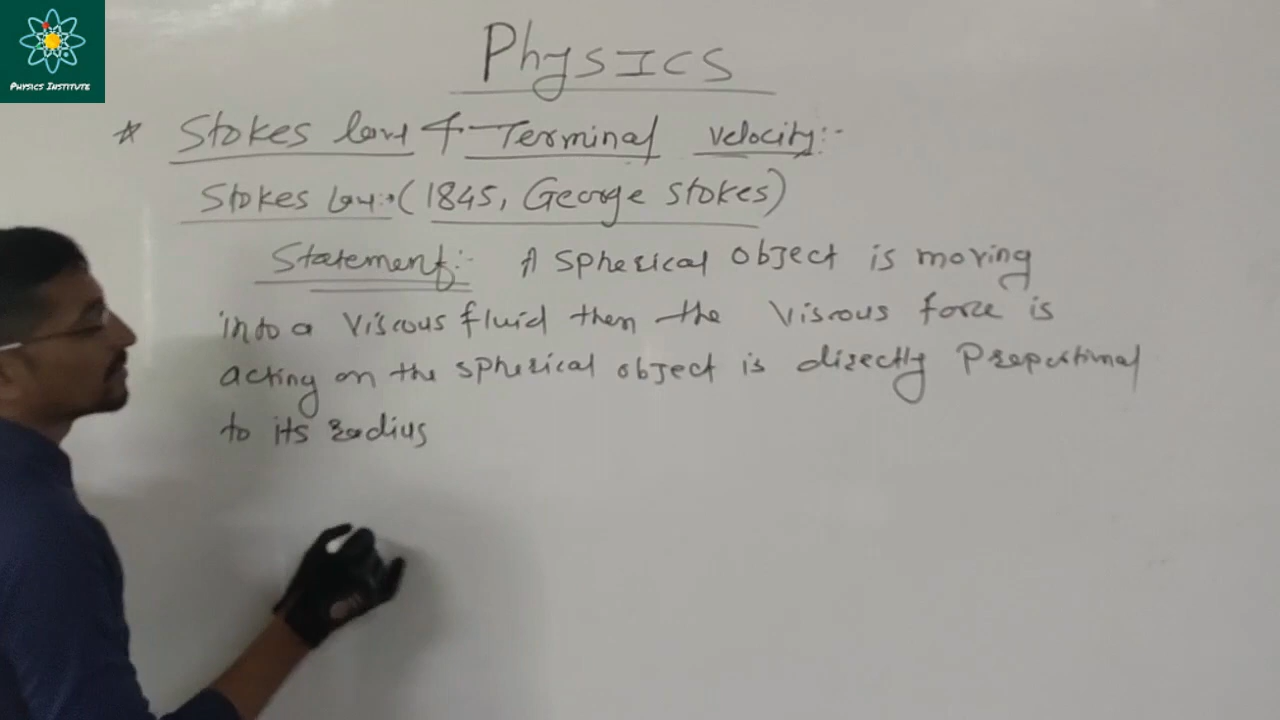 PHYSICS INSTITUTE
Physics
* Stokes law & Terminal velocity:-
Stokes law:- (1845, George Stokes)
Statement:- A spherical object is moving
into a viscous fluid then the viscous force is
acting on the spherical object is directly Propertional
to its radius